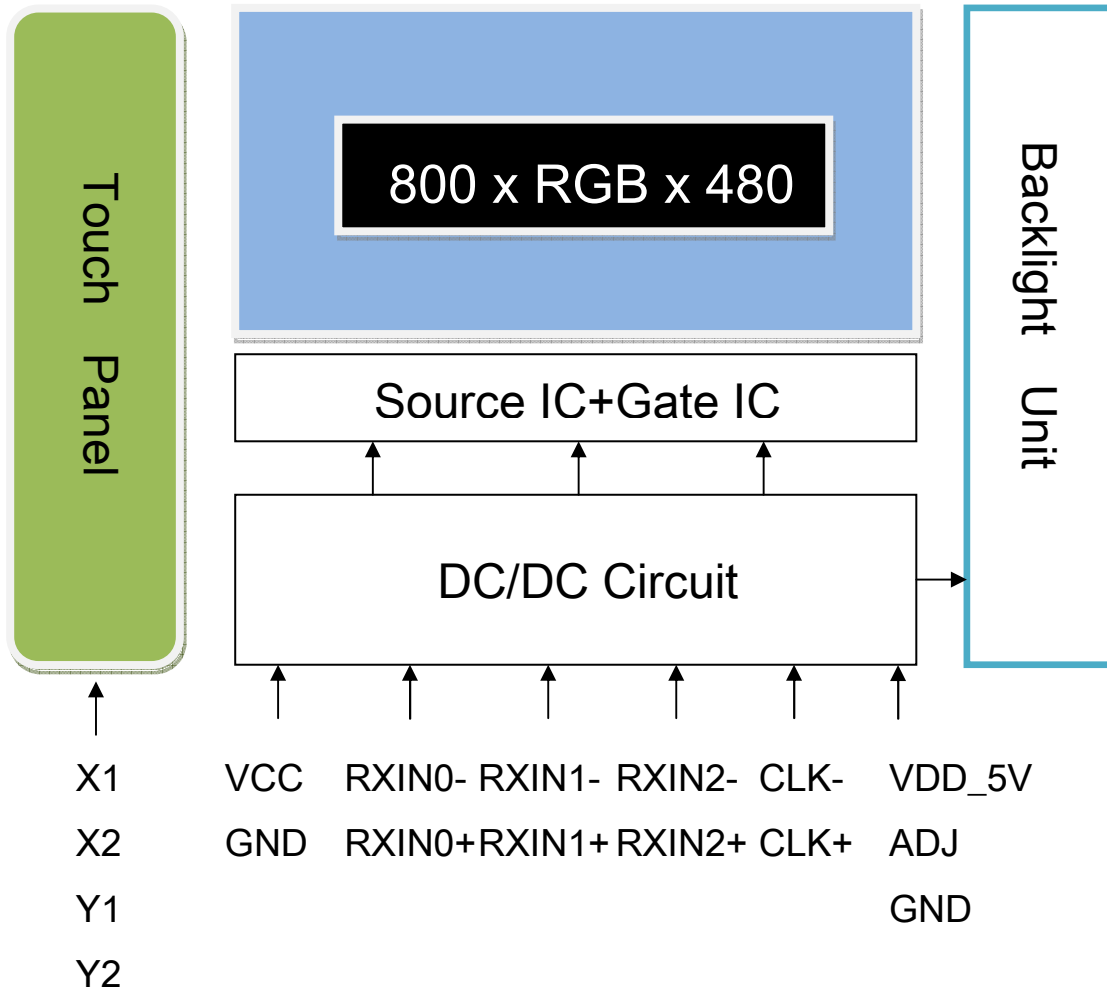 Touch Panel
800 x RGB x 480
Source IC+Gate IC
DC/DC Circuit
Backlight Unit
X1
X2
Y1
Y2
VCC RXIN0- RXIN1- RXIN2- CLK- VDD_5V
GND RXIN0+ RXIN1+ RXIN2+ CLK+ ADJ
GND